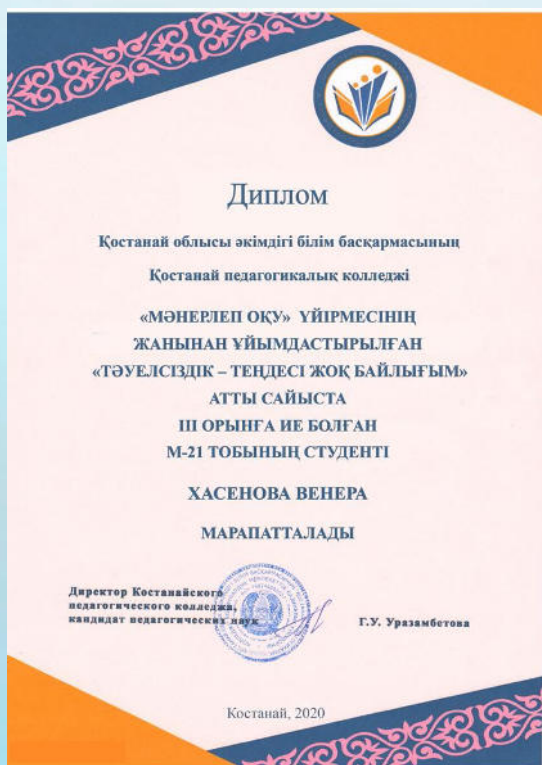 Диплом
Қостанай облысы әкімдігі білім басқармасының
Қостанай педагогикалық колледжі
«МӘНЕРЛЕП ОҚУ» ҮЙІРМЕСІНІҢ
ЖАНЫНАН ҰЙЫМДАСТЫРЫЛҒАН
«ТӘУЕЛСІЗДІК – ТЕҢДЕСІ ЖОҚ БАЙЛЫҒЫМ»
АТТЫ САЙЫСТА
III ОРЫНҒА ИЕ БОЛҒАН
М-21 ТОБЫНЫҢ СТУДЕНТІ
ХАСЕНОВА ВЕНЕРА
МАРАПАТТАЛАДЫ
Директор Костанайского
педагогического колледжа,
кандидат педагогических наук
Г.У. Уразамбетова
Костанай, 2020